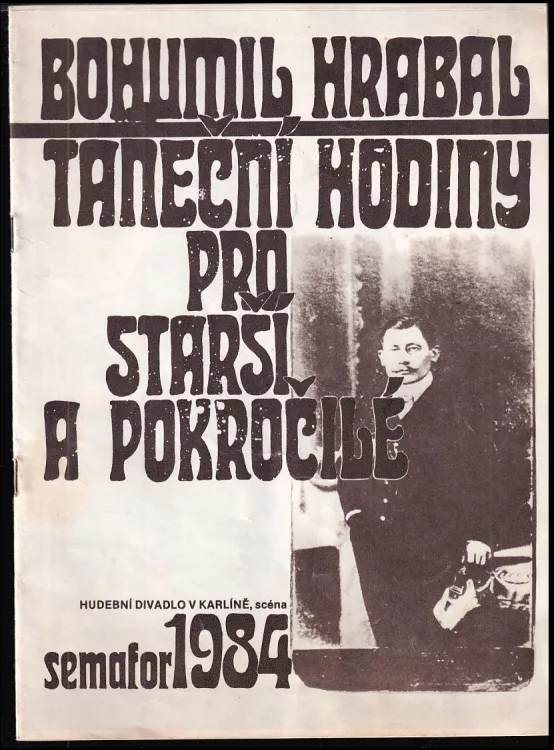 BOHUMIL HRABAL
TANEČNÍ HODINY
PRO
STARŠÍ
A POKROČILÉ
HUDEBNÍ DIVADLO V KARLÍNĚ, scéna
semafor 1984